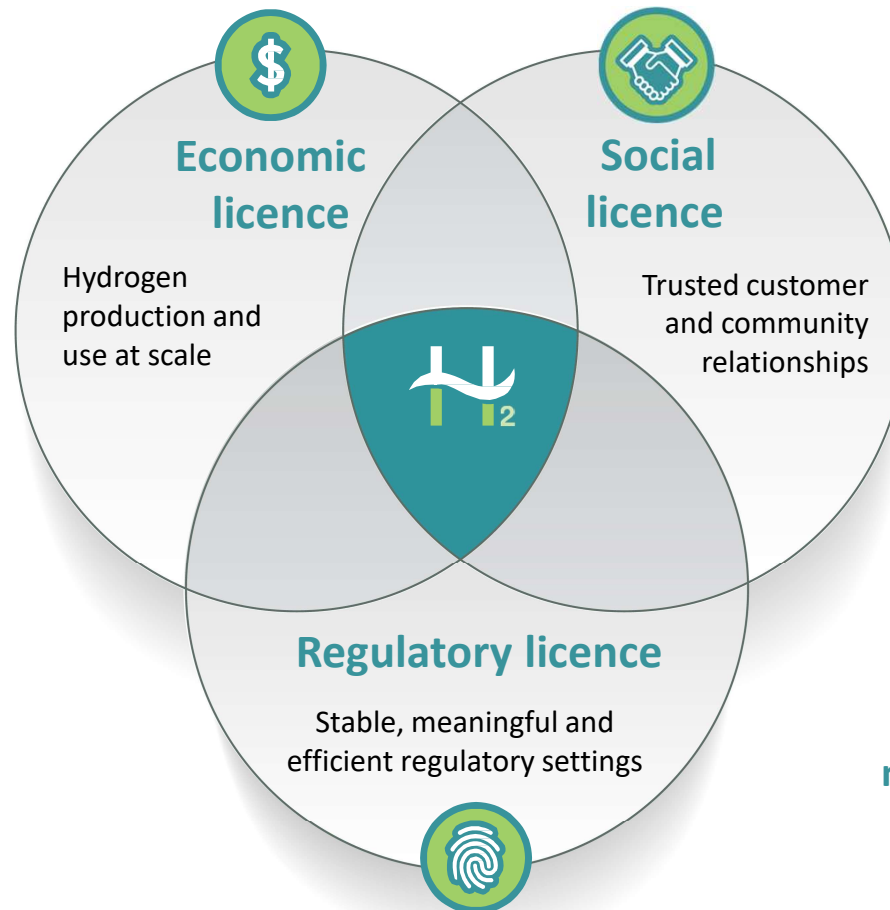 $
Economic
licence
Hydrogen
production and
use at scale
Social
licence
Trusted customer
and community
relationships
H2
Regulatory licence
Stable, meaningful and
efficient regulatory settings
r